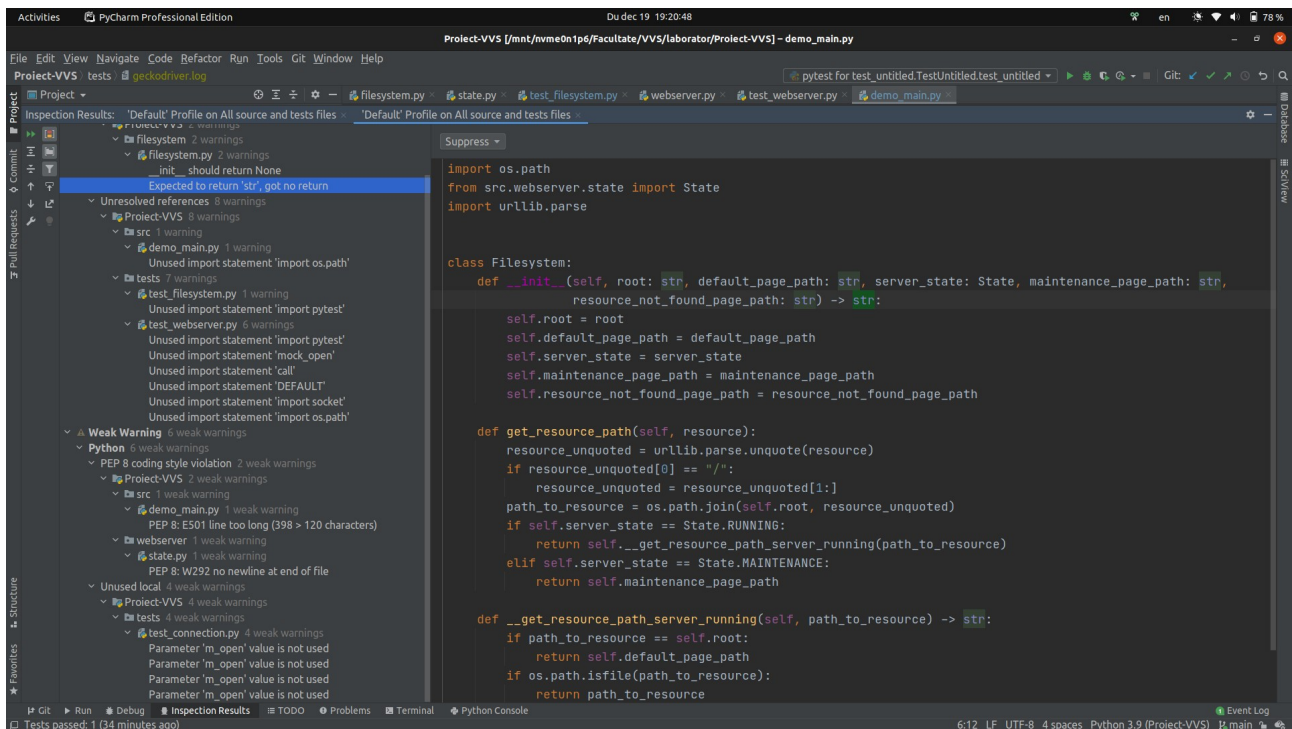 Activities PyCharm Professional Edition Du dec 19 19:20:48 en 78 %
Proiect-VVS [/mnt/nvme0n1p6/Facultate/VVS/laborator/Proiect-VVS] – demo_main.py
File Edit View Navigate Code Refactor Run Tools Git Window Help
Proiect-VVS tests geckodriver.log pytest for test_untitled.TestUntitled.test_untitled Git:
Project filesystem.py state.py test_filesystem.py webserver.py test_webserver.py demo_main.py
Inspection Results: 'Default' Profile on All source and tests files 'Default' Profile on All source and tests files
Project
Commit
Pull Requests
Structure
Favorites
Database
SciView
Proiect-VVS 2 warnings
filesystem 2 warnings
filesystem.py 2 warnings
__init__ should return None
Expected to return 'str', got no return
Unresolved references 8 warnings
Proiect-VVS 8 warnings
src 1 warning
demo_main.py 1 warning
Unused import statement 'import os.path'
tests 7 warnings
test_filesystem.py 1 warning
Unused import statement 'import pytest'
test_webserver.py 6 warnings
Unused import statement 'import pytest'
Unused import statement 'mock_open'
Unused import statement 'call'
Unused import statement 'DEFAULT'
Unused import statement 'import socket'
Unused import statement 'import os.path'
Weak Warning 6 weak warnings
Python 6 weak warnings
PEP 8 coding style violation 2 weak warnings
Proiect-VVS 2 weak warnings
src 1 weak warning
demo_main.py 1 weak warning
PEP 8: E501 line too long (398 > 120 characters)
webserver 1 weak warning
state.py 1 weak warning
PEP 8: W292 no newline at end of file
Unused local 4 weak warnings
Proiect-VVS 4 weak warnings
tests 4 weak warnings
test_connection.py 4 weak warnings
Parameter 'm_open' value is not used
Parameter 'm_open' value is not used
Parameter 'm_open' value is not used
Parameter 'm_open' value is not used
Suppress
import os.path
from src.webserver.state import State
import urllib.parse
class Filesystem:
def __init__(self, root: str, default_page_path: str, server_state: State, maintenance_page_path: str,
resource_not_found_page_path: str) -> str:
self.root = root
self.default_page_path = default_page_path
self.server_state = server_state
self.maintenance_page_path = maintenance_page_path
self.resource_not_found_page_path = resource_not_found_page_path
def get_resource_path(self, resource):
resource_unquoted = urllib.parse.unquote(resource)
if resource_unquoted[0] == "/":
resource_unquoted = resource_unquoted[1:]
path_to_resource = os.path.join(self.root, resource_unquoted)
if self.server_state == State.RUNNING:
return self.__get_resource_path_server_running(path_to_resource)
elif self.server_state == State.MAINTENANCE:
return self.maintenance_page_path
def __get_resource_path_server_running(self, path_to_resource) -> str:
if path_to_resource == self.root:
return self.default_page_path
if os.path.isfile(path_to_resource):
return path_to_resource
Git Run Debug Inspection Results TODO Problems Terminal Python Console Event Log
Tests passed: 1 (34 minutes ago) 6:12 LF UTF-8 4 spaces Python 3.9 (Proiect-VVS) main